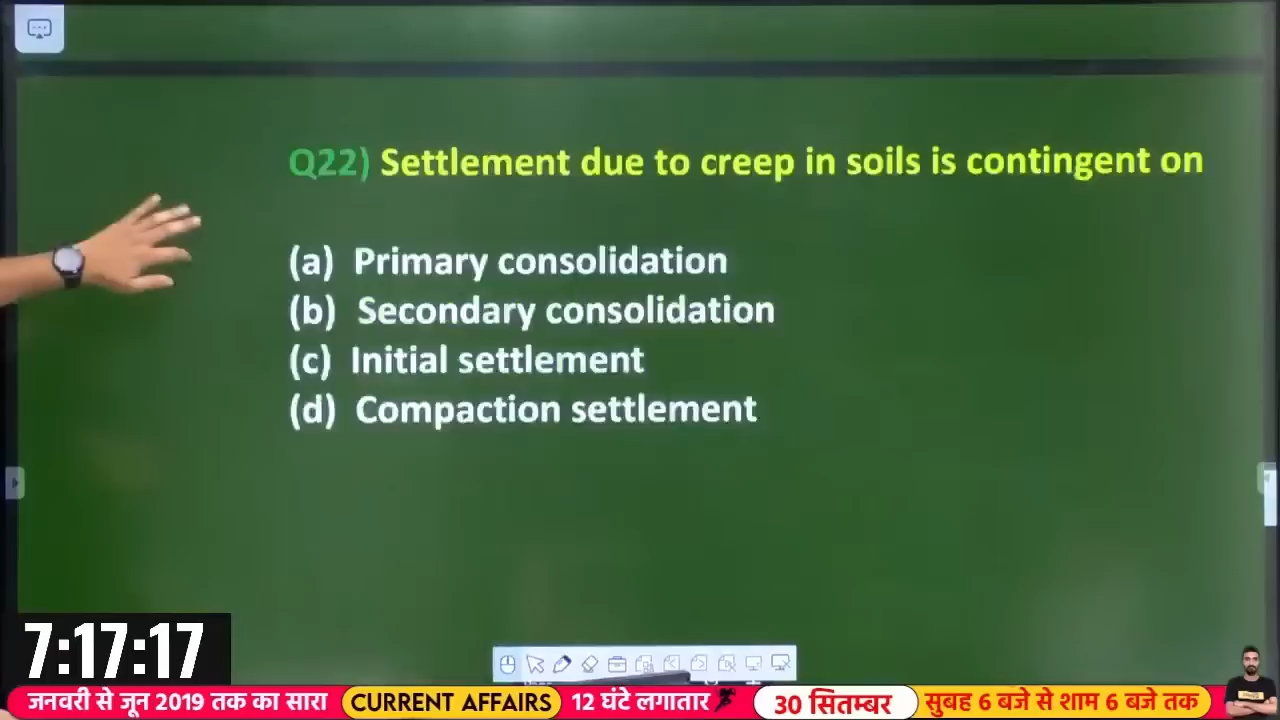 Q22) Settlement due to creep in soils is contingent on
(a) Primary consolidation
(b) Secondary consolidation
(c) Initial settlement
(d) Compaction settlement
7:17:17
जनवरी से जून 2019 तक का सारा CURRENT AFFAIRS 12 घंटे लगातार 30 सितम्बर सुबह 6 बजे से शाम 6 बजे तक